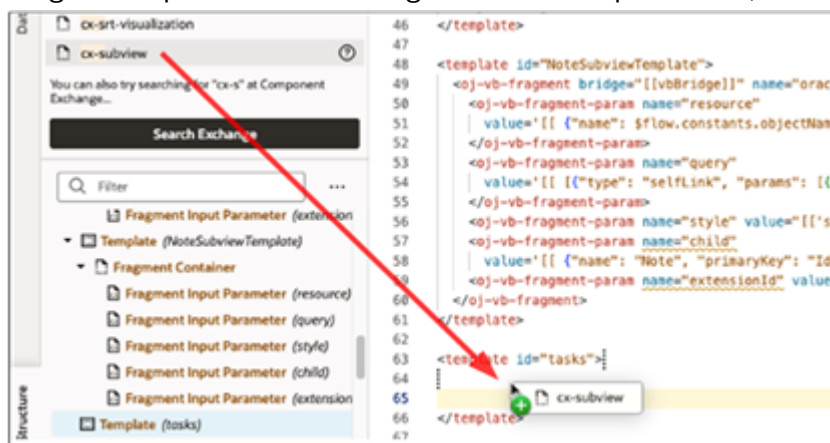 Dat
cx-srt-visualization
cx-subview
You can also try searching for "cx-s" at Component
Exchange...
Search Exchange
Filter
...
Fragment Input Parameter (extension
Template (NoteSubviewTemplate)
Fragment Container
Fragment Input Parameter (resource)
Fragment Input Parameter (query)
Fragment Input Parameter (style)
Fragment Input Parameter (child)
Fragment Input Parameter (extension
Template (tasks)
Structure
46 </template>
47
48 <template id="NoteSubviewTemplate">
49 <oj-vb-fragment bridge="[[vbBridge]]" name="orac
50 <oj-vb-fragment-param name="resource"
51 value='[[ {"name": $flow.constants.objectNam
52 </oj-vb-fragment-param>
53 <oj-vb-fragment-param name="query"
54 value='[[ [{"type": "selfLink", "params": [{
55 </oj-vb-fragment-param>
56 <oj-vb-fragment-param name="style" value="[['s
57 <oj-vb-fragment-param name="child"
58 value='[[ {"name": "Note", "primaryKey": "Id
59 <oj-vb-fragment-param name="extensionId" value
60 </oj-vb-fragment>
61 </template>
62
63 <template id="tasks">
64
65 cx-subview
66 </template>
67